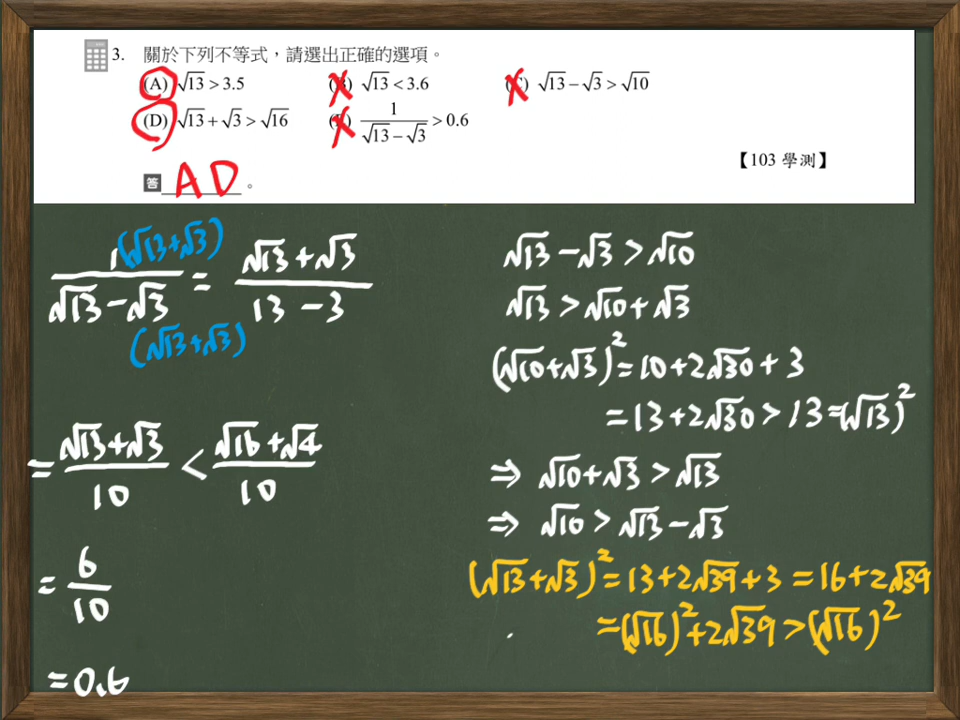 3. 關於下列不等式，請選出正確的選項。
(A) √13 > 3.5 (B) √13 < 3.6 (C) √13 − √3 > √10
(D) √13 + √3 > √16 (E) 1/(√13 − √3) > 0.6
【103 學測】
答 A D 。
1(√13+√3)/(√13−√3)(√13+√3) = (√13+√3)/(13−3)
= (√13+√3)/10 < (√16+√4)/10
= 6/10
= 0.6
√13 − √3 > √10
√13 > √10 + √3
(√10+√3)² = 10 + 2√30 + 3
= 13 + 2√30 > 13 = (√13)²
⇒ √10 + √3 > √13
⇒ √10 > √13 − √3
(√13+√3)² = 13 + 2√39 + 3 = 16 + 2√39
= (√16)² + 2√39 > (√16)²